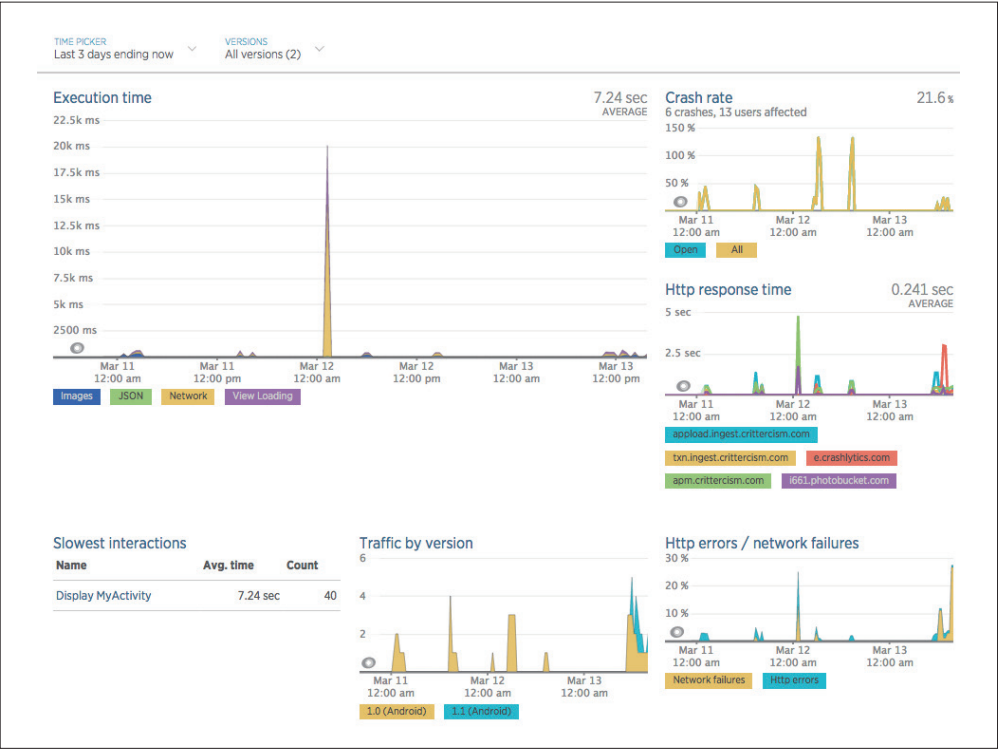 TIME PICKER
Last 3 days ending now
VERSIONS
All versions (2)
Execution time
7.24 sec
AVERAGE
22.5k ms
20k ms
17.5k ms
15k ms
12.5k ms
10k ms
7.5k ms
5k ms
2500 ms
Mar 11 Mar 11 Mar 12 Mar 12 Mar 13 Mar 13
12:00 am 12:00 pm 12:00 am 12:00 pm 12:00 am 12:00 pm
Images JSON Network View Loading
Crash rate
21.6 %
6 crashes, 13 users affected
150 %
100 %
50 %
Mar 11 Mar 12 Mar 13
12:00 am 12:00 am 12:00 am
Open All
Http response time
0.241 sec
AVERAGE
5 sec
2.5 sec
Mar 11 Mar 12 Mar 13
12:00 am 12:00 am 12:00 am
appload.ingest.crittercism.com
txn.ingest.crittercism.com e.crashlytics.com
apm.crittercism.com i661.photobucket.com
Slowest interactions
Name Avg. time Count
Display MyActivity 7.24 sec 40
Traffic by version
6
4
2
Mar 11 Mar 12 Mar 13
12:00 am 12:00 am 12:00 am
1.0 (Android) 1.1 (Android)
Http errors / network failures
30 %
20 %
10 %
Mar 11 Mar 12 Mar 13
12:00 am 12:00 am 12:00 am
Network failures Http errors